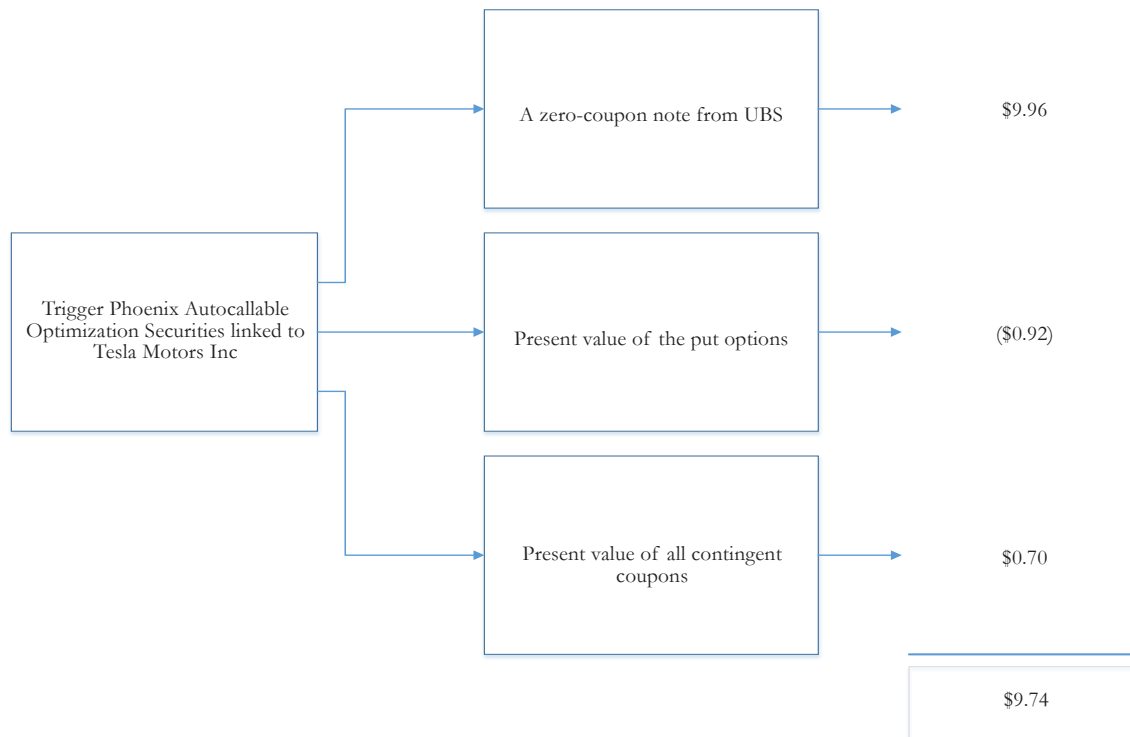 A zero-coupon note from UBS
$9.96
Trigger Phoenix Autocallable
Optimization Securities linked to
Tesla Motors Inc
Present value of the put options
($0.92)
Present value of all contingent
coupons
$0.70
$9.74